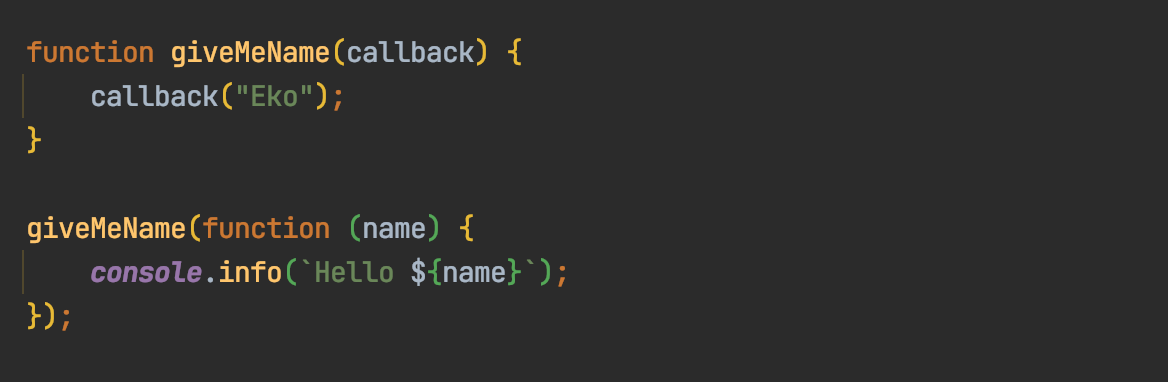 function giveMeName(callback) {
    callback("Eko");
}

giveMeName(function (name) {
    console.info(`Hello ${name}`);
});